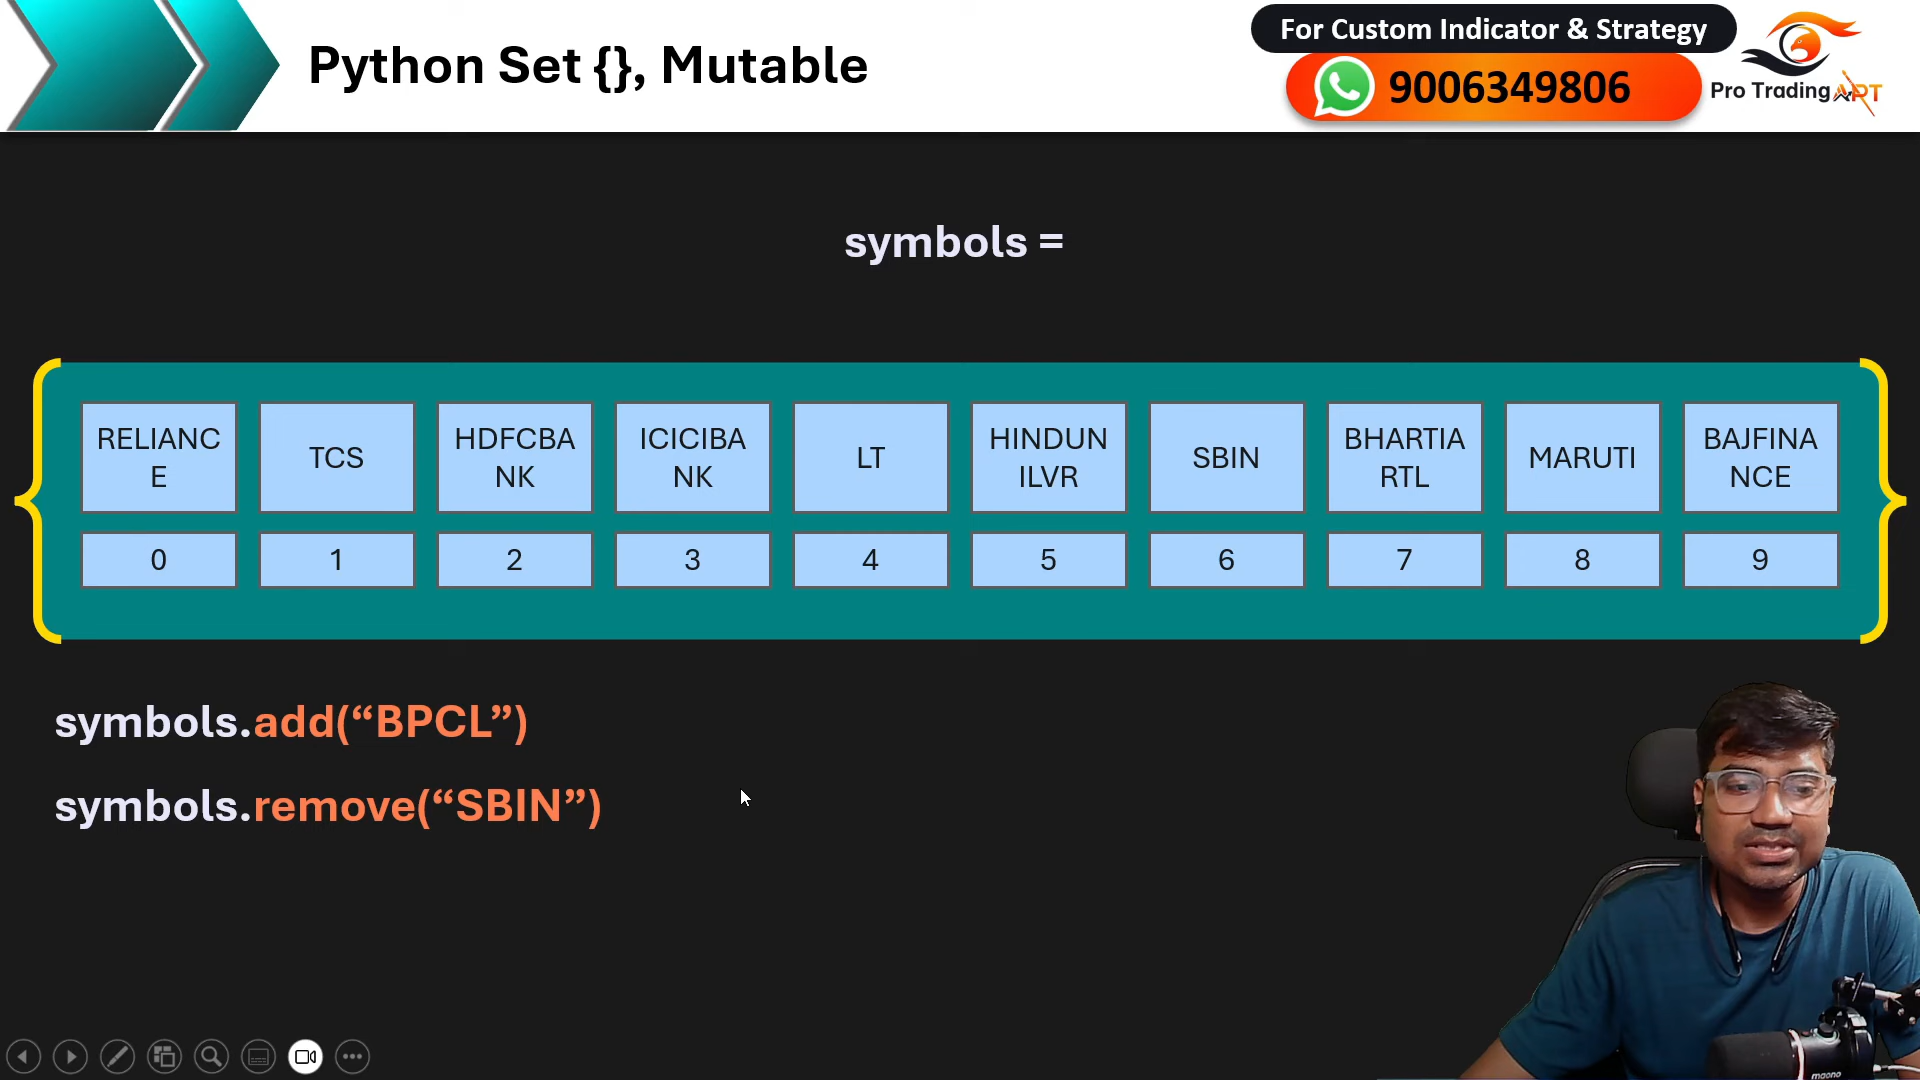 Python Set {}, Mutable
For Custom Indicator & Strategy
9006349806
Pro Trading ART
symbols =
RELIANC
E
TCS
HDFCBA
NK
ICICIBA
NK
LT
HINDUN
ILVR
SBIN
BHARTIA
RTL
MARUTI
BAJFINA
NCE
0 1 2 3 4 5 6 7 8 9
symbols.add(“BPCL”)
symbols.remove(“SBIN”)
maono